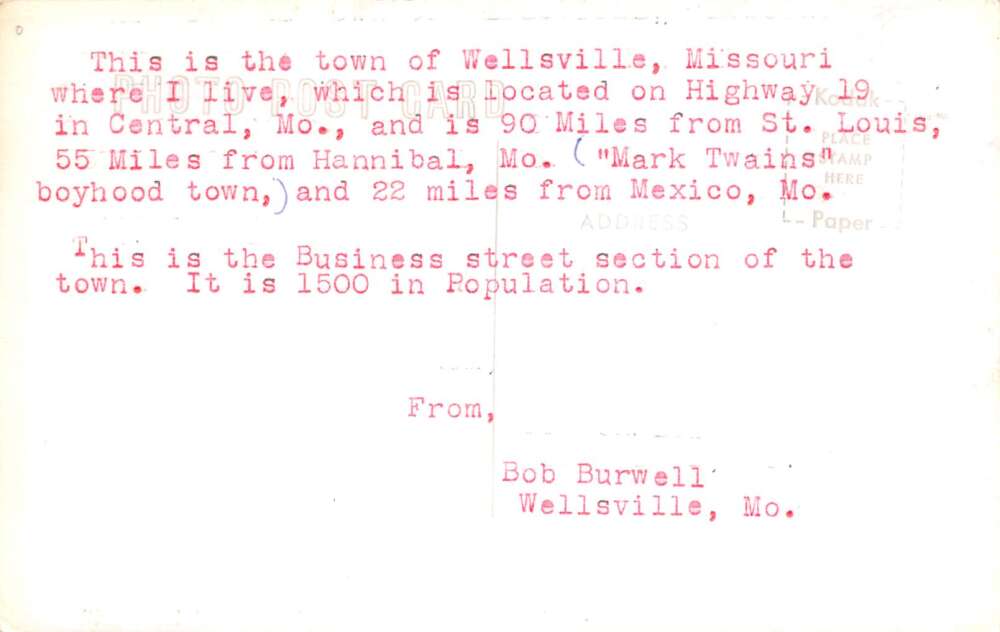 This is the town of Wellsville, Missouri
where I live, which is located on Highway 19
in Central, Mo., and is 90 Miles from St. Louis,
55 Miles from Hannibal, Mo. ("Mark Twains"
boyhood town,) and 22 miles from Mexico, Mo.
This is the Business street section of the
town. It is 1500 in Population.
From,
Bob Burwell
Wellsville, Mo.
PHOTO POST CARD
ADDRESS
Kodak
PLACE
STAMP
HERE
Paper